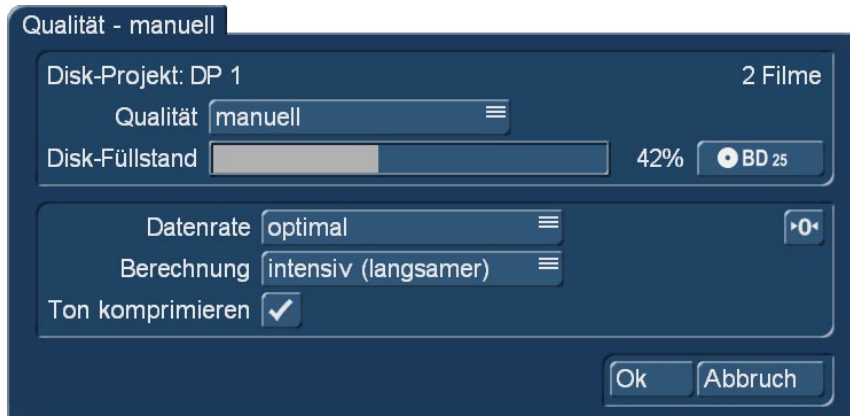 Qualität - manuell
Disk-Projekt: DP 1 2 Filme
Qualität manuell
Disk-Füllstand 42% BD 25
Datenrate optimal 0
Berechnung intensiv (langsamer)
Ton komprimieren
Ok Abbruch